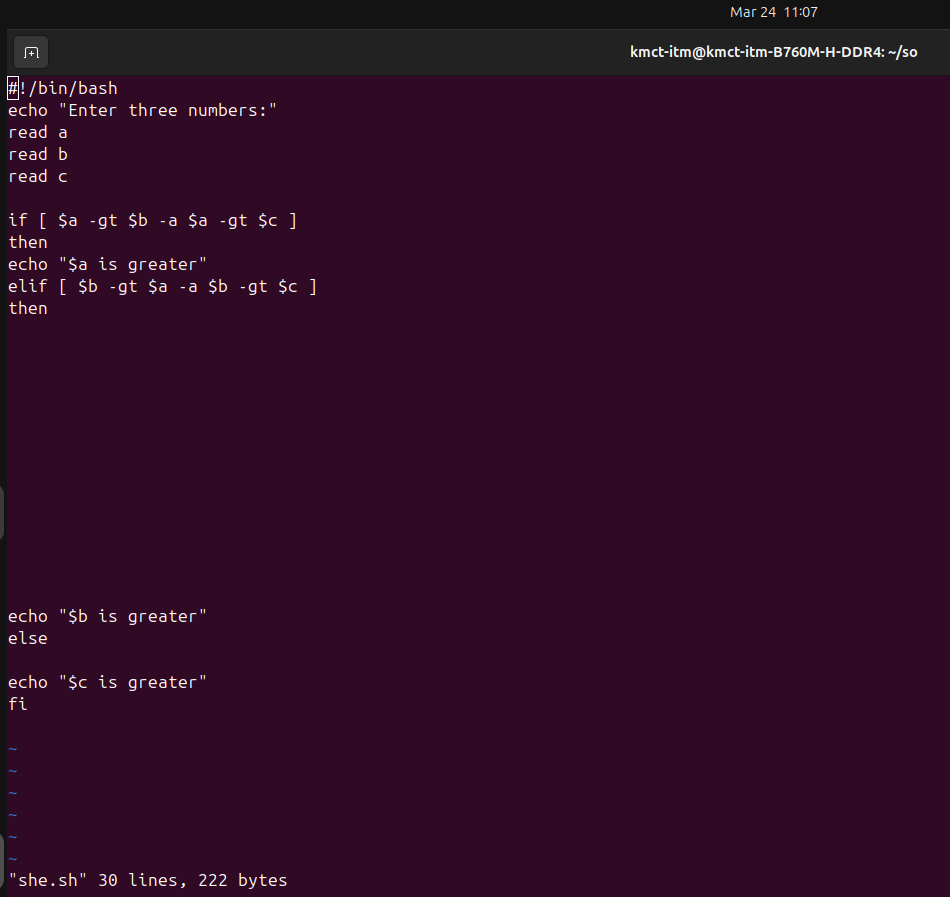 Mar 24 11:07
kmct-itm@kmct-itm-B760M-H-DDR4: ~/so
#!/bin/bash
echo "Enter three numbers:"
read a
read b
read c
if [ $a -gt $b -a $a -gt $c ]
then
echo "$a is greater"
elif [ $b -gt $a -a $b -gt $c ]
then
echo "$b is greater"
else
echo "$c is greater"
fi
~
~
~
~
~
~
"she.sh" 30 lines, 222 bytes